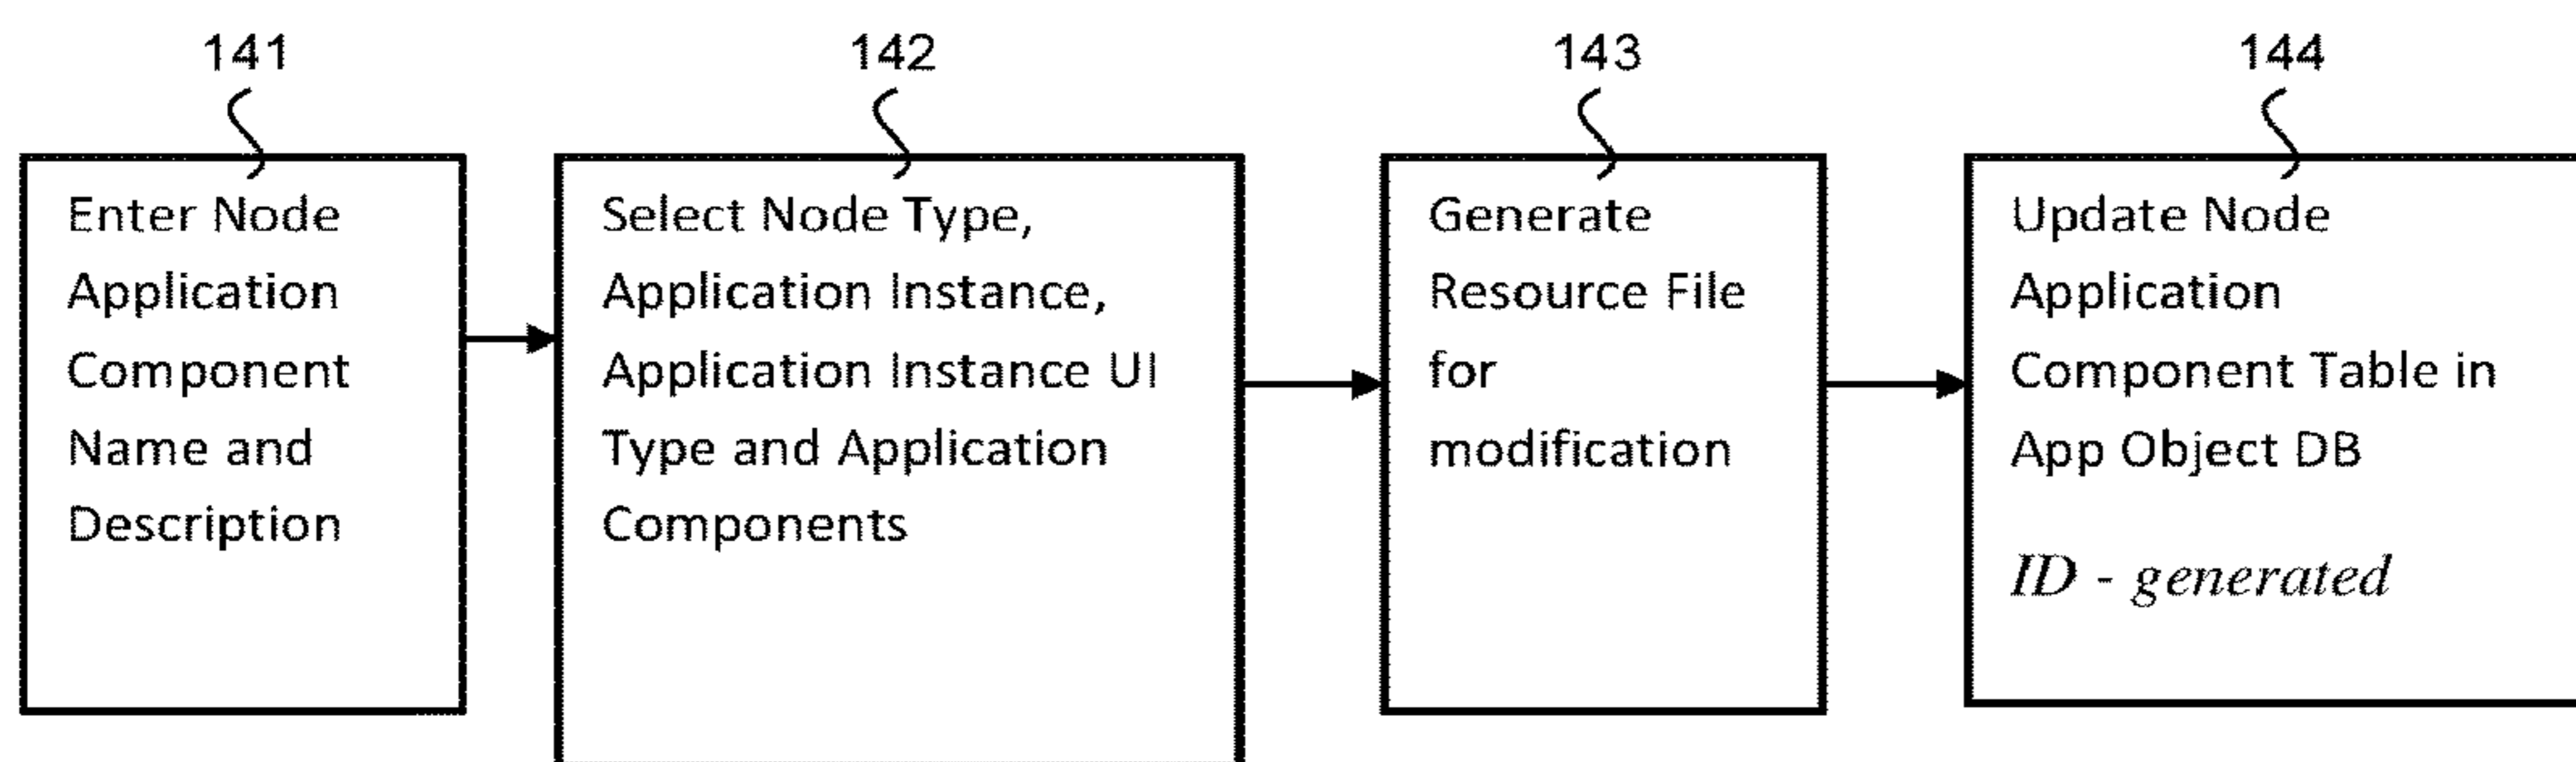 141
Enter Node
Application
Component
Name and
Description
142
Select Node Type,
Application Instance,
Application Instance UI
Type and Application
Components
143
Generate
Resource File
for
modification
144
Update Node
Application
Component Table in
App Object DB
ID - generated